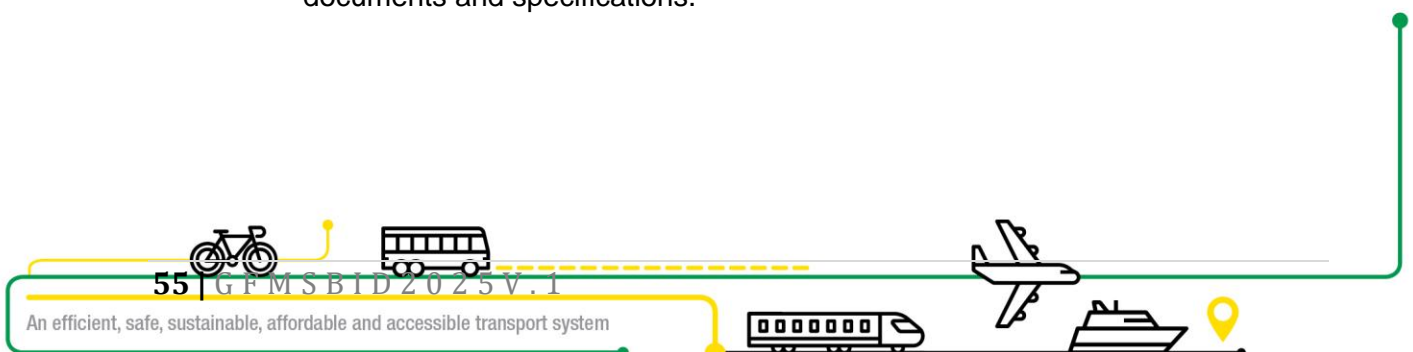 documents and specifications.
55 | G F M S B I D 2 0 2 5 V . 1
An efficient, safe, sustainable, affordable and accessible transport system